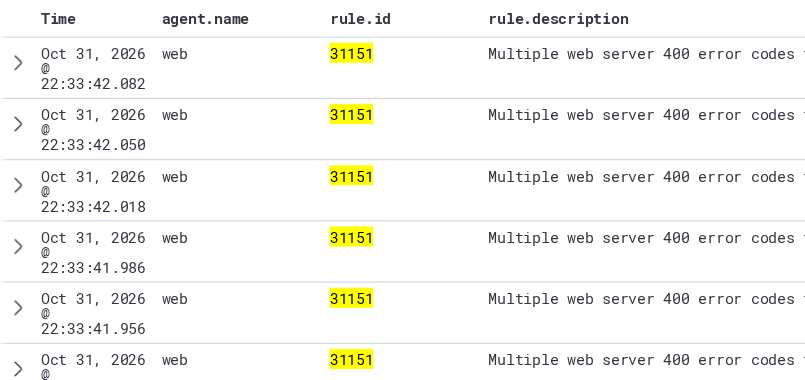 Time agent.name rule.id rule.description
Oct 31, 2026 web 31151 Multiple web server 400 error codes
@
22:33:42.082
Oct 31, 2026 web 31151 Multiple web server 400 error codes
@
22:33:42.050
Oct 31, 2026 web 31151 Multiple web server 400 error codes
@
22:33:42.018
Oct 31, 2026 web 31151 Multiple web server 400 error codes
@
22:33:41.986
Oct 31, 2026 web 31151 Multiple web server 400 error codes
@
22:33:41.956
Oct 31, 2026 web 31151 Multiple web server 400 error codes
@